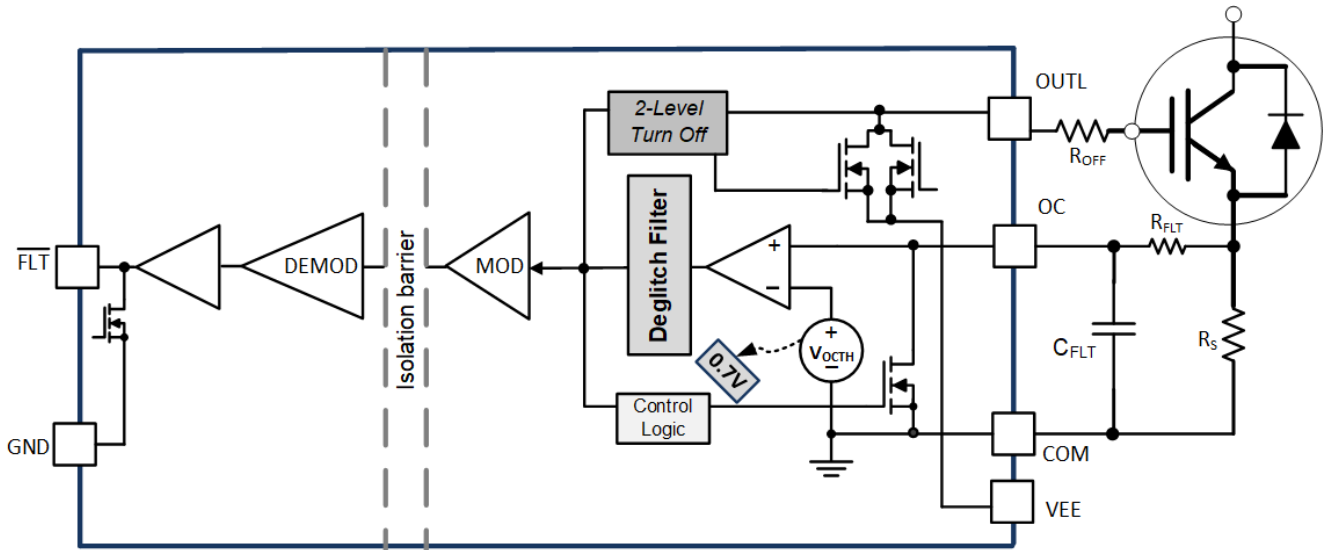 OUTL
2-Level
Turn Off
R_OFF
OC
R_FLT
FLT
DEMOD
Isolation barrier
MOD
Deglitch Filter
+
−
+
V_OCTH
−
0.7V
C_FLT
R_S
Control
Logic
GND
COM
VEE